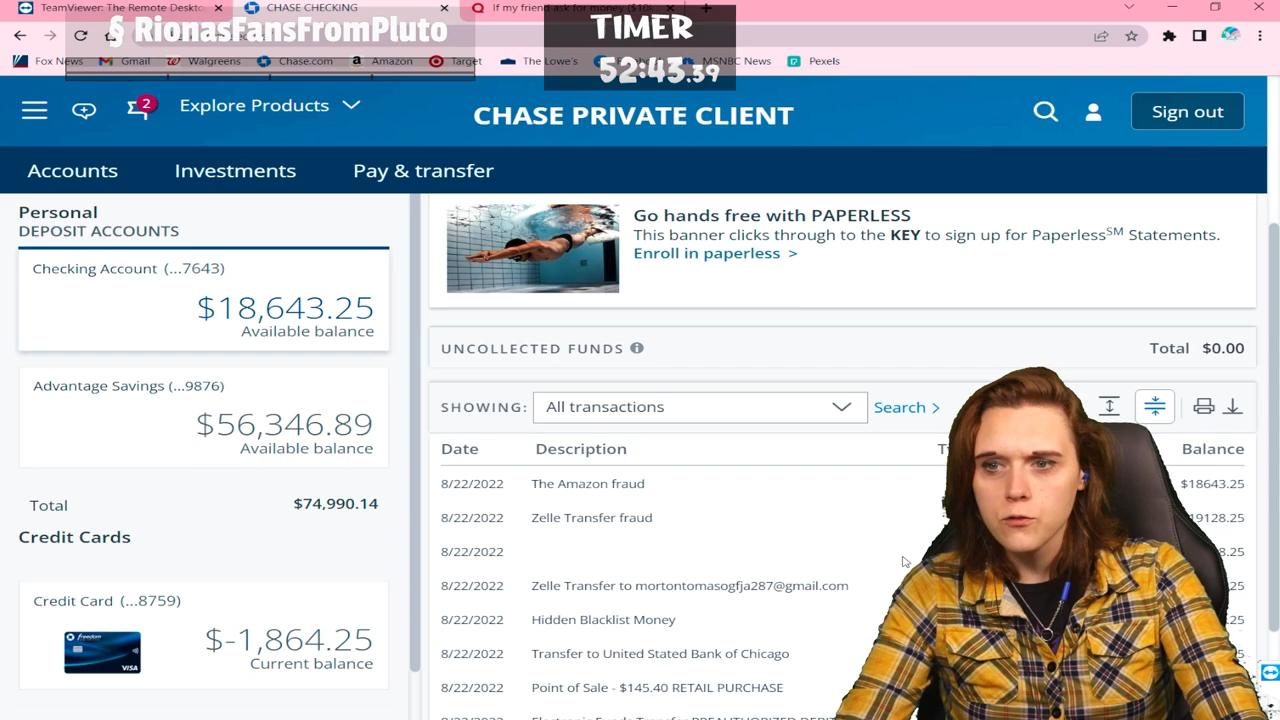 TeamViewer: The Remote Deskto
CHASE CHECKING
If my friend ask for money ($10
§ RionasFansFromPluto
TIMER
52:43.39
Fox News
Gmail
Walgreens
Chase.com
Amazon
Target
The Lowe's
MSNBC News
Pexels
2
Explore Products
CHASE PRIVATE CLIENT
Sign out
Accounts
Investments
Pay & transfer
Personal
DEPOSIT ACCOUNTS
Checking Account (...7643)
$18,643.25
Available balance
Advantage Savings (...9876)
$56,346.89
Available balance
Total $74,990.14
Credit Cards
Credit Card (...8759)
freedom
VISA
$-1,864.25
Current balance
Go hands free with PAPERLESS
This banner clicks through to the KEY to sign up for Paperless℠ Statements.
Enroll in paperless >
UNCOLLECTED FUNDS
Total $0.00
SHOWING: All transactions Search >
Date Description Balance
8/22/2022 The Amazon fraud $18643.25
8/22/2022 Zelle Transfer fraud 19128.25
8/22/2022
8/22/2022 Zelle Transfer to mortontomasogfja287@gmail.com
8/22/2022 Hidden Blacklist Money
8/22/2022 Transfer to United Stated Bank of Chicago
8/22/2022 Point of Sale - $145.40 RETAIL PURCHASE